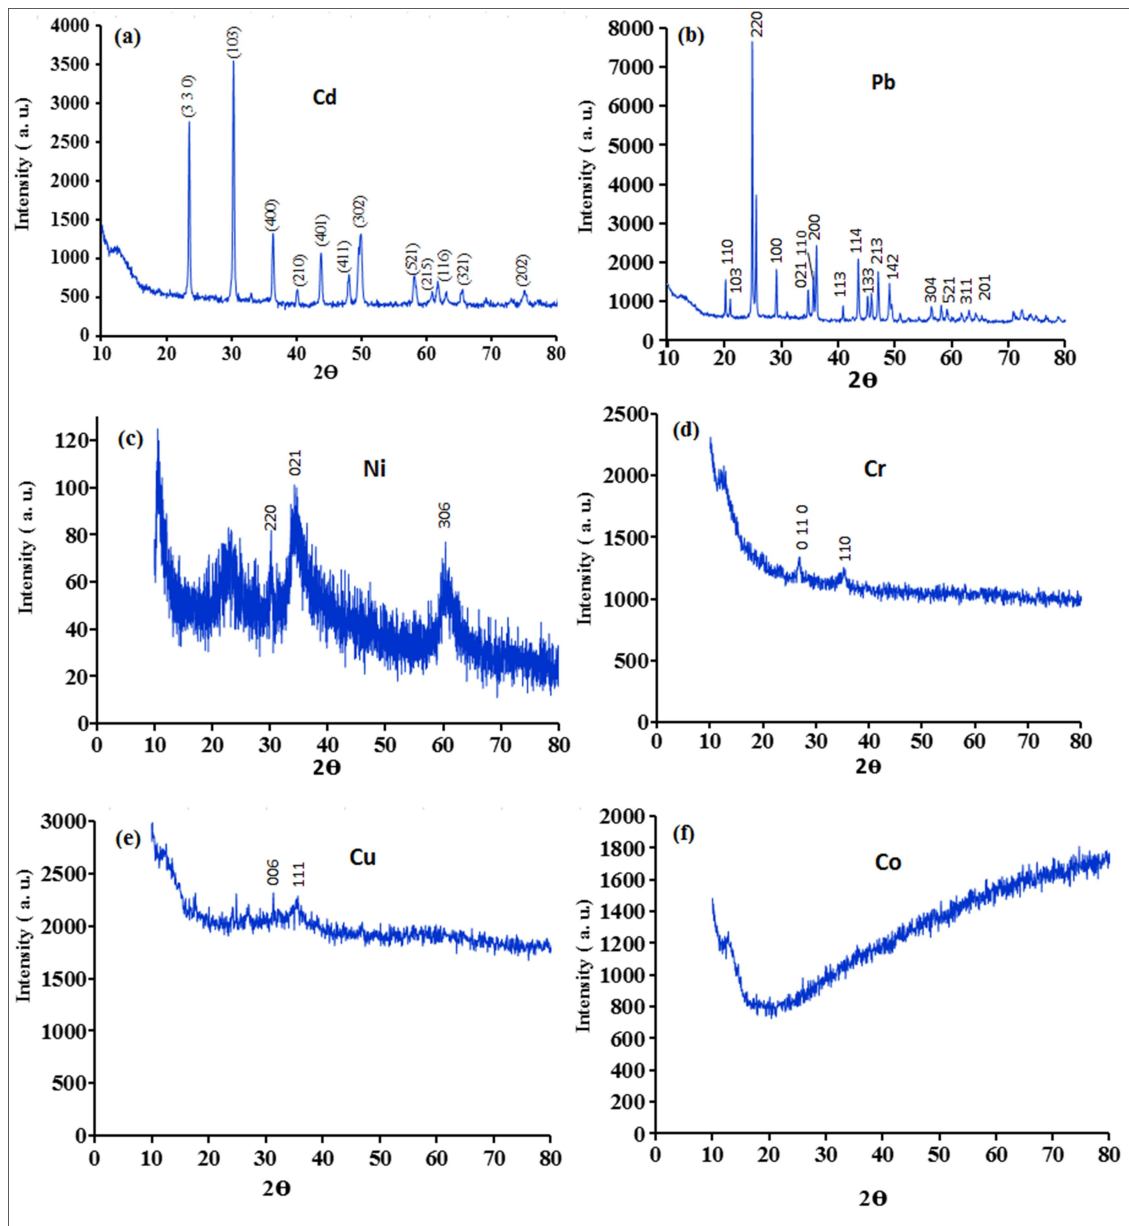 (a)
Cd
Intensity ( a. u.)
4000
3500
3000
2500
2000
1500
1000
500
0
(3 3 0)
(103)
(400)
(210)
(401)
(411)
(302)
(521)
(215)
(116)
(521)
(202)
10 20 30 40 50 60 70 80
2Θ
(b)
Pb
Intensity ( a. u.)
8000
7000
6000
5000
4000
3000
2000
1000
0
110
103
220
100
021
110
200
113
114
133
213
142
304
521
311
201
10 20 30 40 50 60 70 80
2Θ
(c)
Ni
Intensity ( a. u.)
120
100
80
60
40
20
0
220
021
306
0 10 20 30 40 50 60 70 80
2Θ
(d)
Cr
Intensity ( a. u.)
2500
2000
1500
1000
500
0
0 11 0
110
0 10 20 30 40 50 60 70 80
2Θ
(e)
Cu
Intensity ( a. u.)
3000
2500
2000
1500
1000
500
0
006
111
0 10 20 30 40 50 60 70 80
2Θ
(f)
Co
Intensity ( a. u.)
2000
1800
1600
1400
1200
1000
800
600
400
200
0
0 10 20 30 40 50 60 70 80
2Θ